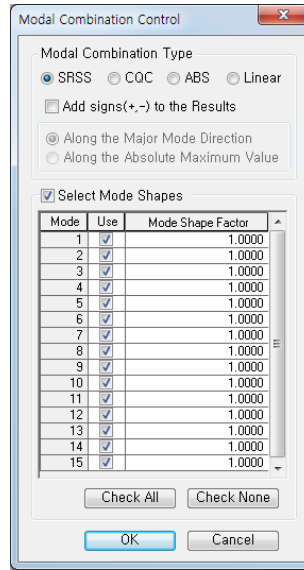 Modal Combination Control
Modal Combination Type
SRSS CQC ABS Linear
Add signs(+,-) to the Results
Along the Major Mode Direction
Along the Absolute Maximum Value
Select Mode Shapes
Mode Use Mode Shape Factor
1 1.0000
2 1.0000
3 1.0000
4 1.0000
5 1.0000
6 1.0000
7 1.0000
8 1.0000
9 1.0000
10 1.0000
11 1.0000
12 1.0000
13 1.0000
14 1.0000
15 1.0000
Check All Check None
OK Cancel